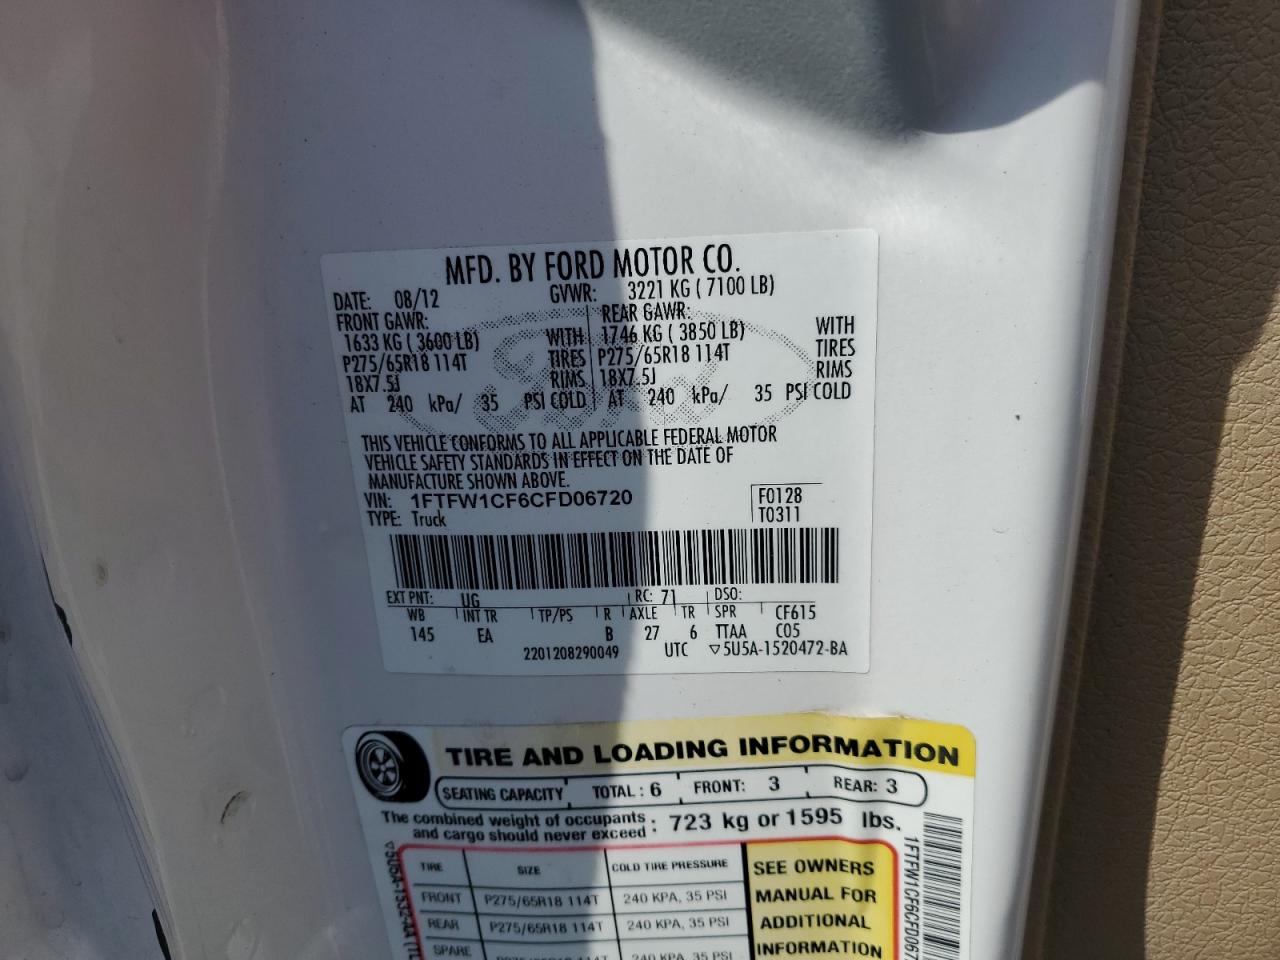 MFD. BY FORD MOTOR CO.
DATE: 08/12 GVWR: 3221 KG ( 7100 LB)
FRONT GAWR: REAR GAWR:
1633 KG ( 3600 LB) WITH 1746 KG ( 3850 LB) WITH
P275/65R18 114T TIRES P275/65R18 114T TIRES
18X7.5J RIMS 18X7.5J RIMS
AT 240 kPa/ 35 PSI COLD AT 240 kPa/ 35 PSI COLD
THIS VEHICLE CONFORMS TO ALL APPLICABLE FEDERAL MOTOR
VEHICLE SAFETY STANDARDS IN EFFECT ON THE DATE OF
MANUFACTURE SHOWN ABOVE.
VIN: 1FTFW1CF6CFD06720 F0128
TYPE: Truck T0311
EXT PNT: UG RC: 71 DSO:
WB INT TR TP/PS R AXLE TR SPR CF615
145 EA B 27 6 TTAA C05
2201208290049 UTC ▽5U5A-1520472-BA
TIRE AND LOADING INFORMATION
SEATING CAPACITY TOTAL : 6 FRONT: 3 REAR: 3
The combined weight of occupants
and cargo should never exceed : 723 kg or 1595 lbs.
TIRE SIZE COLD TIRE PRESSURE
FRONT P275/65R18 114T 240 KPA, 35 PSI
REAR P275/65R18 114T 240 KPA, 35 PSI
SPARE P275/65R18 114T 240 KPA, 35 PSI
SEE OWNERS
MANUAL FOR
ADDITIONAL
INFORMATION
1FTFW1CF6CFD067